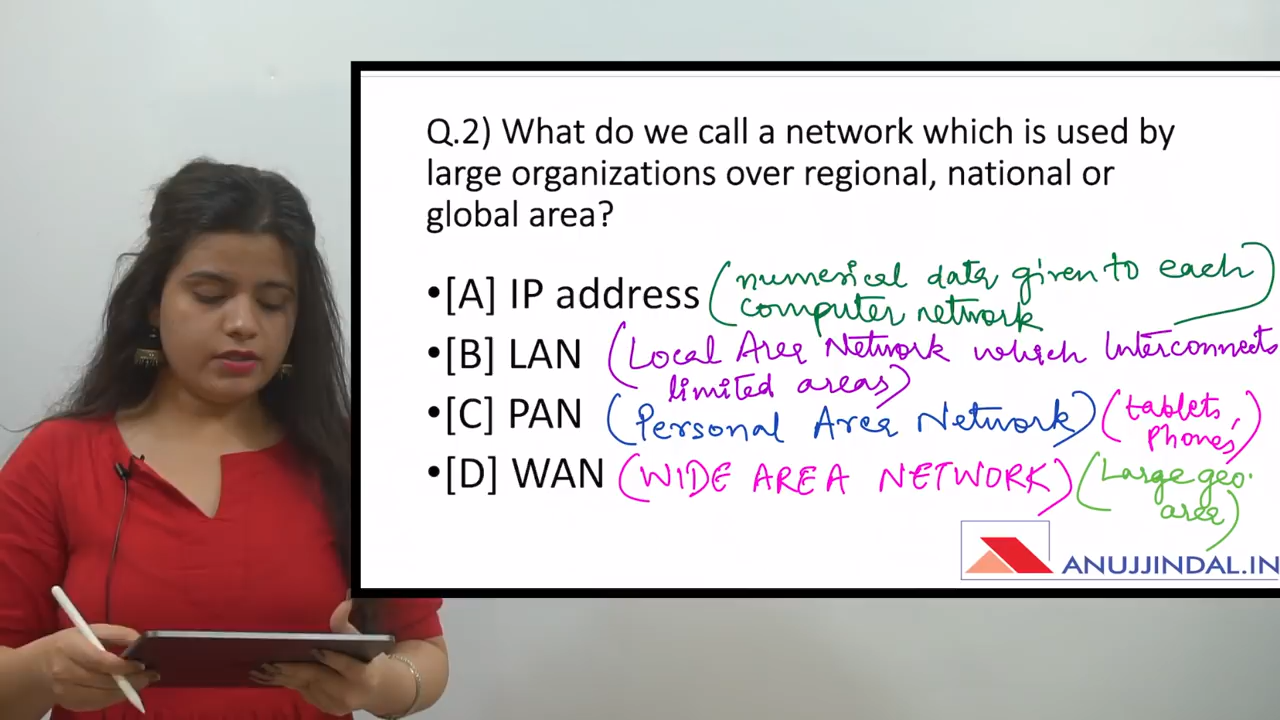 Q.2) What do we call a network which is used by
large organizations over regional, national or
global area?
•[A] IP address (numerical data given to each
computer network)
•[B] LAN (Local Area Network which Interconnects
limited areas)
•[C] PAN (Personal Area Network) (tablets,
phones,)
•[D] WAN (WIDE AREA NETWORK) (Large geo.
area)
ANUJJINDAL.IN